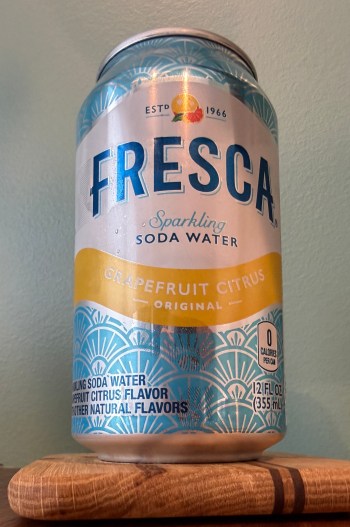 ESTD 1966
FRESCA
Sparkling
SODA WATER
GRAPEFRUIT CITRUS
ORIGINAL
0
CALORIES
PER CAN
SODA WATER
CITRUS FLAVOR
OTHER NATURAL FLAVORS
12 FL OZ
(355 mL)